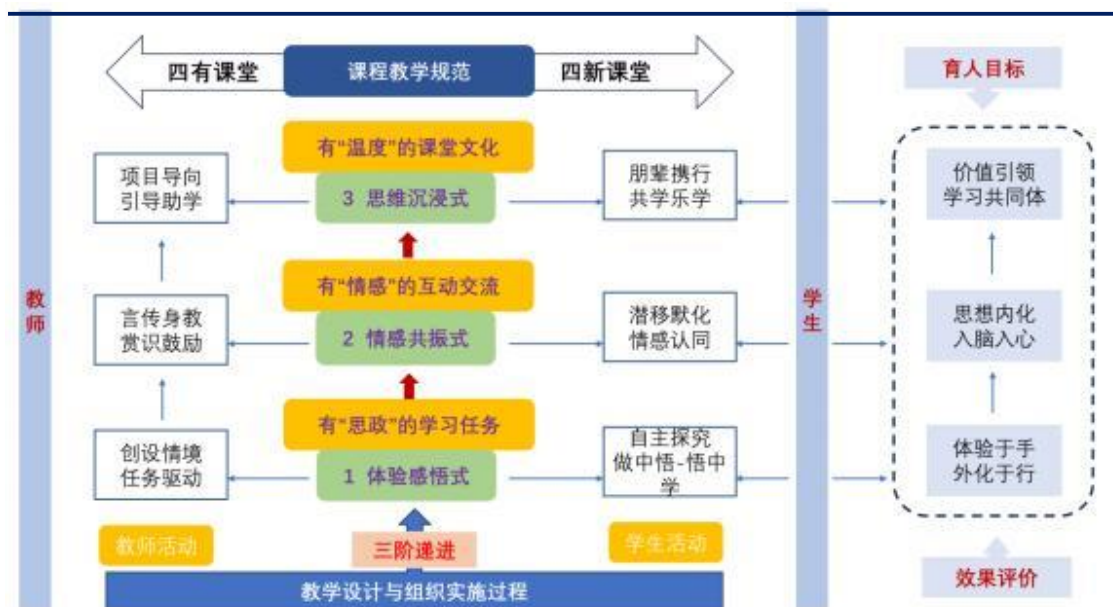 四有课堂
课程教学规范
四新课堂
育人目标
有“温度”的课堂文化
3 思维沉浸式
项目导向
引导助学
朋辈携行
共学乐学
价值引领
学习共同体
教师
学生
有“情感”的互动交流
2 情感共振式
言传身教
赏识鼓励
潜移默化
情感认同
思想内化
入脑入心
有“思政”的学习任务
1 体验感悟式
创设情境
任务驱动
自主探究
做中悟-悟中
学
体验于手
外化于行
教师活动
三阶递进
学生活动
教学设计与组织实施过程
效果评价